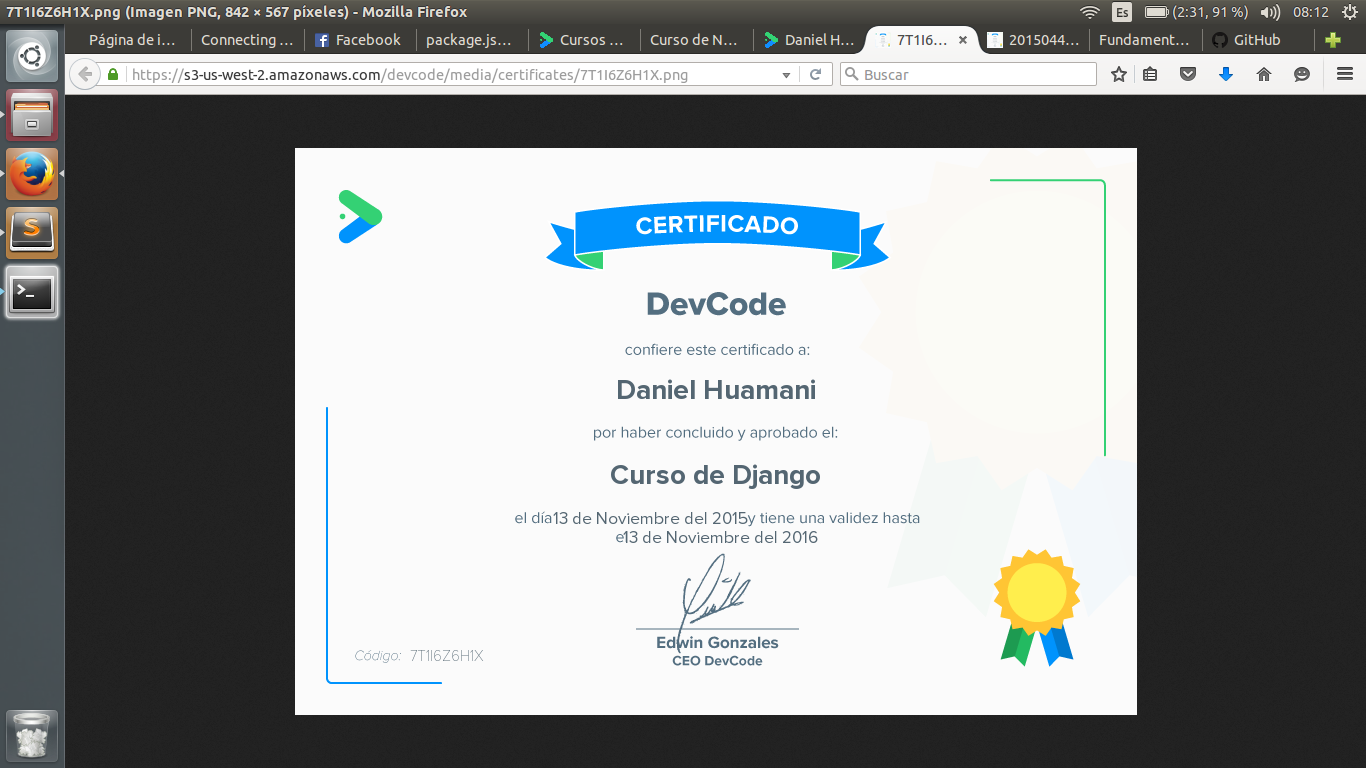 7T1I6Z6H1X.png (Imagen PNG, 842 × 567 píxeles) - Mozilla Firefox
Es
(2:31, 91 %)
08:12
Página de i...
Connecting ...
Facebook
package.js...
Cursos ...
Curso de N...
Daniel H...
7T1I6...
2015044...
Fundament...
GitHub
https://s3-us-west-2.amazonaws.com/devcode/media/certificates/7T1I6Z6H1X.png
Buscar
CERTIFICADO
DevCode
confiere este certificado a:
Daniel Huamani
por haber concluido y aprobado el:
Curso de Django
el día13 de Noviembre del 2015y tiene una validez hasta
e13 de Noviembre del 2016
Edwin Gonzales
CEO DevCode
Código: 7T1I6Z6H1X